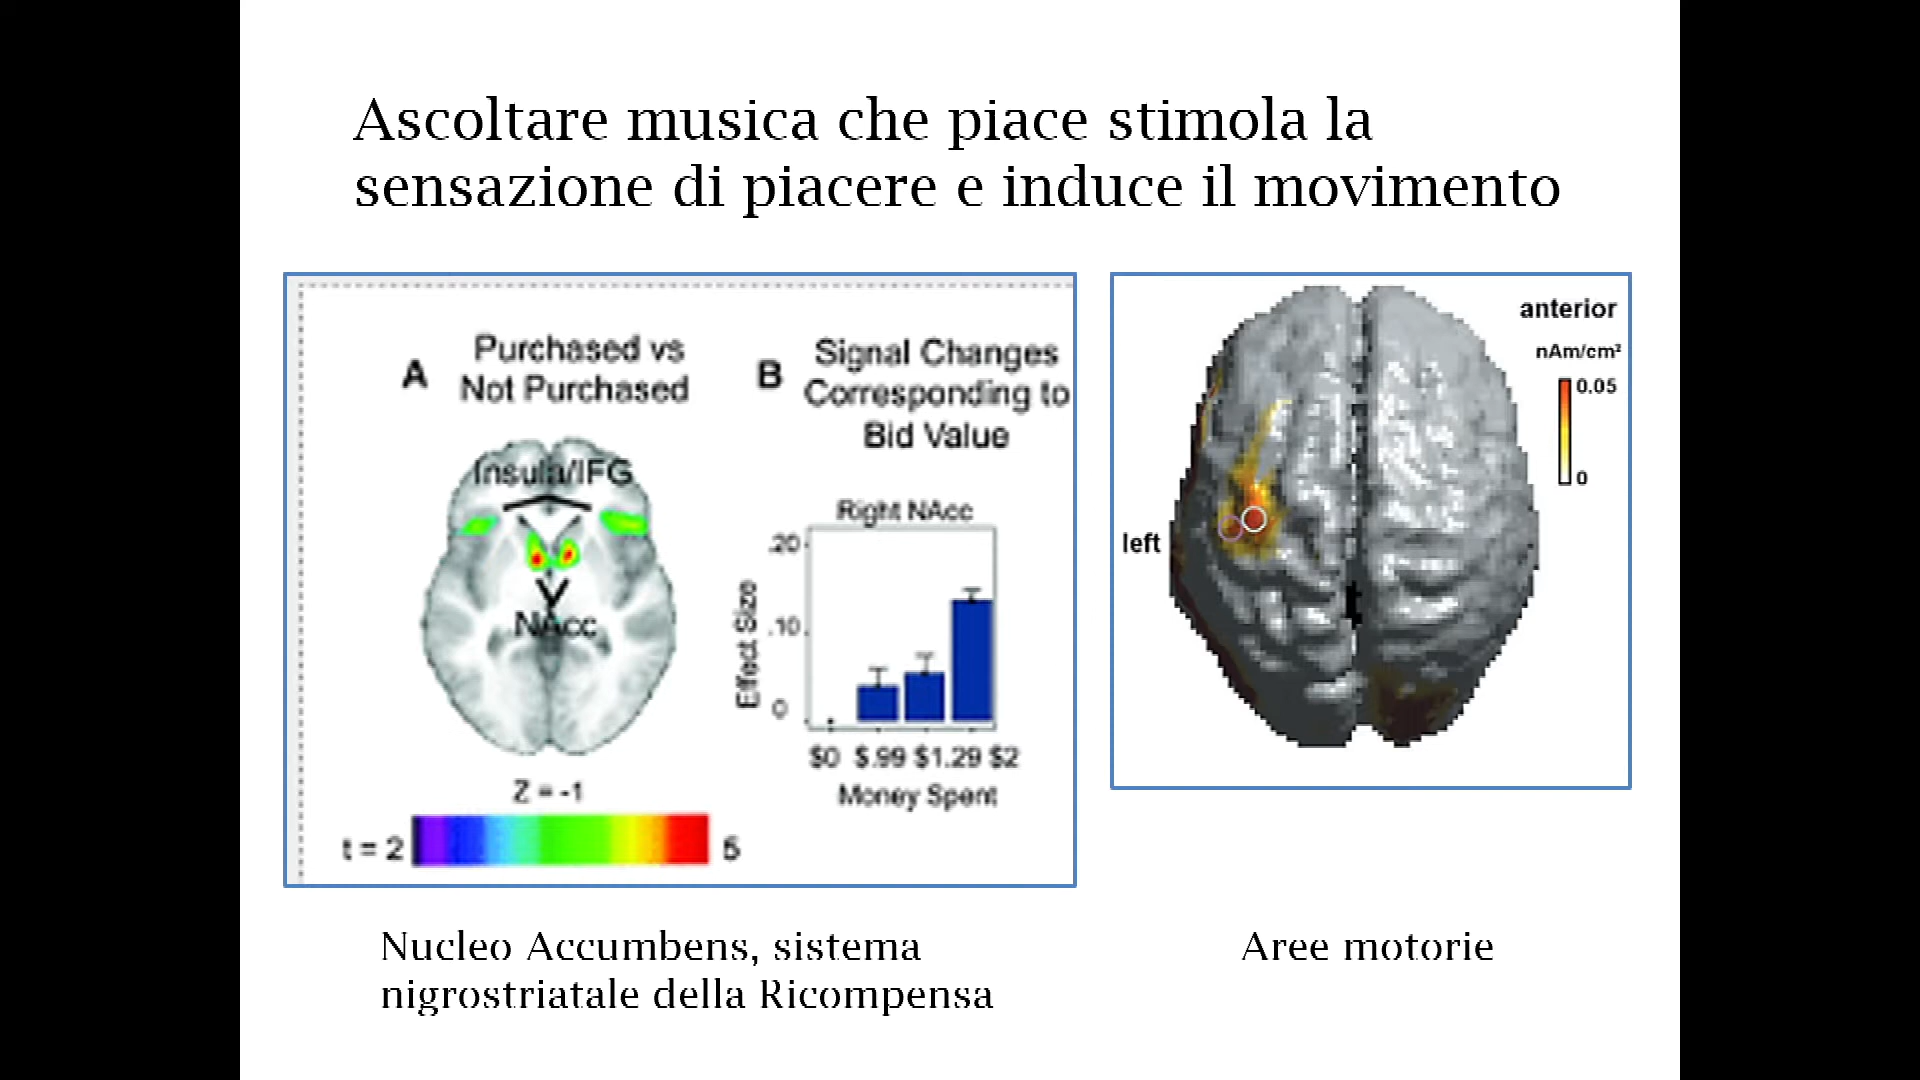 Ascoltare musica che piace stimola la
sensazione di piacere e induce il movimento
A
Purchased vs
Not Purchased
Insula/IFG
NAcc
Z = -1
t = 2
5
B
Signal Changes
Corresponding to
Bid Value
Right NAcc
.20
.10
0
Effect Size
$0 $.99 $1.29 $2
Money Spent
anterior
nAm/cm²
0.05
0
left
Nucleo Accumbens, sistema
nigrostriatale della Ricompensa
Aree motorie